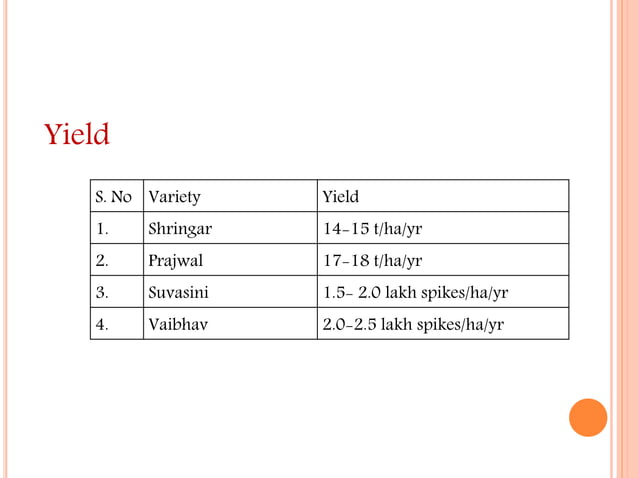 Yield
S. No Variety Yield
1. Shringar 14-15 t/ha/yr
2. Prajwal 17-18 t/ha/yr
3. Suvasini 1.5- 2.0 lakh spikes/ha/yr
4. Vaibhav 2.0-2.5 lakh spikes/ha/yr